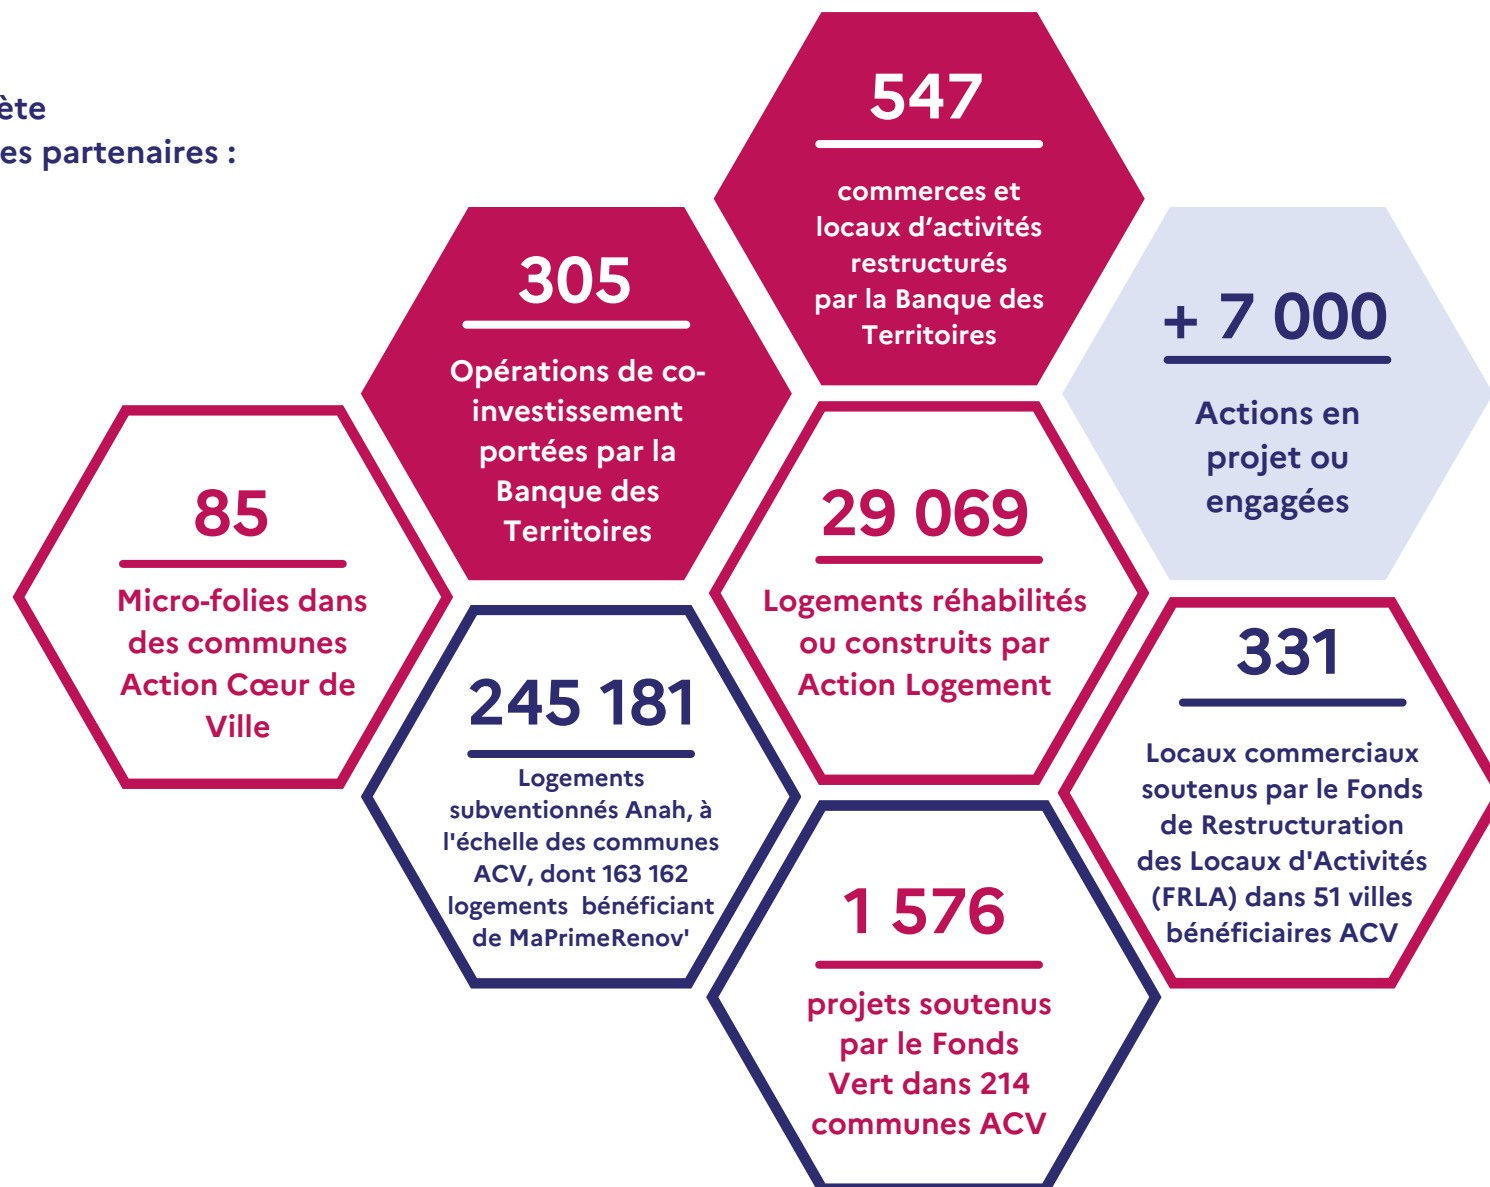 ète
es partenaires :
547
commerces et
locaux d’activités
restructurés
par la Banque des
Territoires
305
Opérations de co-
investissement
portées par la
Banque des
Territoires
+ 7 000
Actions en
projet ou
engagées
85
Micro-folies dans
des communes
Action Cœur de
Ville
29 069
Logements réhabilités
ou construits par
Action Logement
245 181
Logements
subventionnés Anah, à
l'échelle des communes
ACV, dont 163 162
logements bénéficiant
de MaPrimeRenov'
331
Locaux commerciaux
soutenus par le Fonds
de Restructuration
des Locaux d'Activités
(FRLA) dans 51 villes
bénéficiaires ACV
1 576
projets soutenus
par le Fonds
Vert dans 214
communes ACV